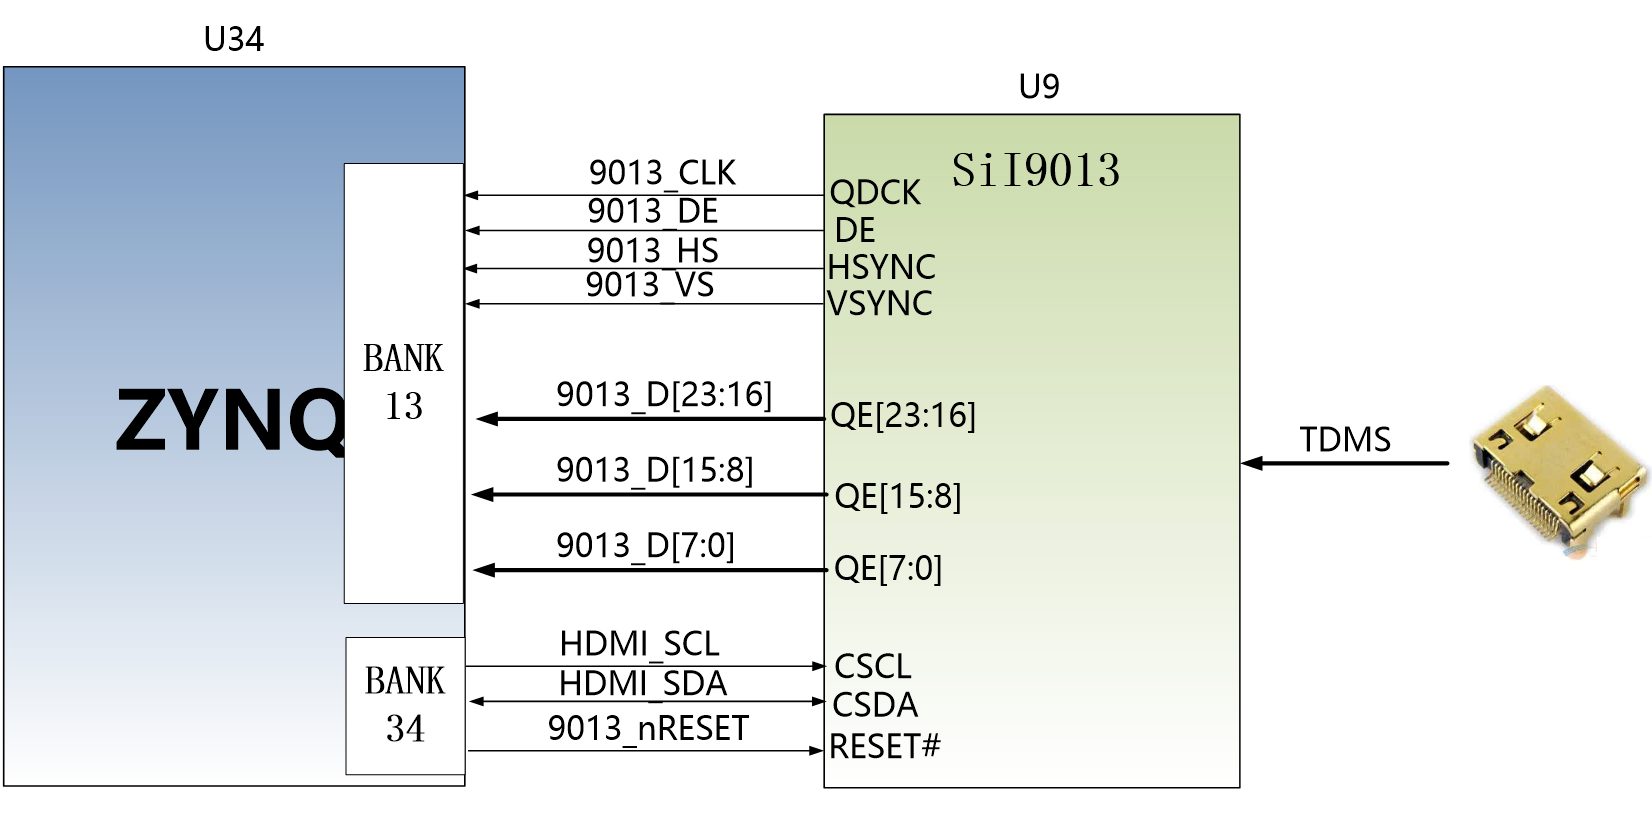 U34
U9
SiI9013
9013_CLK
QDCK
9013_DE
DE
9013_HS
HSYNC
9013_VS
VSYNC
BANK
13
ZYNQ
9013_D[23:16]
QE[23:16]
TDMS
9013_D[15:8]
QE[15:8]
9013_D[7:0]
QE[7:0]
BANK
34
HDMI_SCL
CSCL
HDMI_SDA
CSDA
9013_nRESET
RESET#